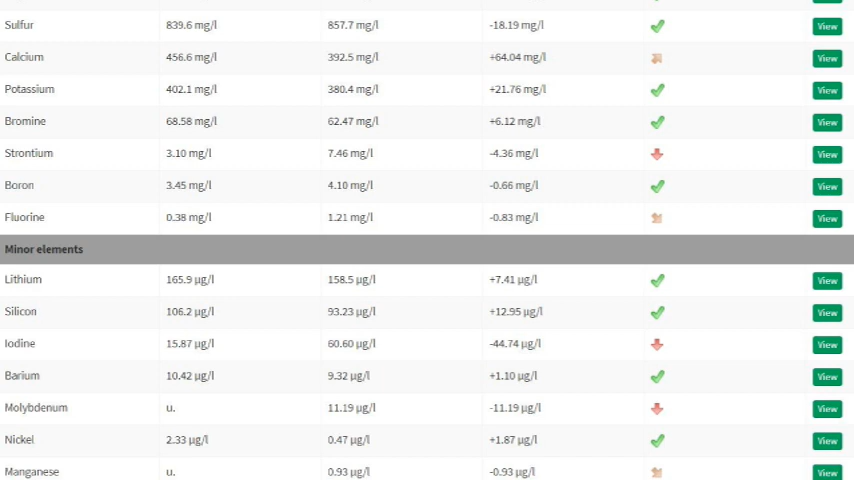 Sulfur 839.6 mg/l 857.7 mg/l -18.19 mg/l View
Calcium 456.6 mg/l 392.5 mg/l +64.04 mg/l View
Potassium 402.1 mg/l 380.4 mg/l +21.76 mg/l View
Bromine 68.58 mg/l 62.47 mg/l +6.12 mg/l View
Strontium 3.10 mg/l 7.46 mg/l -4.36 mg/l View
Boron 3.45 mg/l 4.10 mg/l -0.66 mg/l View
Fluorine 0.38 mg/l 1.21 mg/l -0.83 mg/l View
Minor elements
Lithium 165.9 µg/l 158.5 µg/l +7.41 µg/l View
Silicon 106.2 µg/l 93.23 µg/l +12.95 µg/l View
Iodine 15.87 µg/l 60.60 µg/l -44.74 µg/l View
Barium 10.42 µg/l 9.32 µg/l +1.10 µg/l View
Molybdenum u. 11.19 µg/l -11.19 µg/l View
Nickel 2.33 µg/l 0.47 µg/l +1.87 µg/l View
Manganese u. 0.93 µg/l -0.93 µg/l View